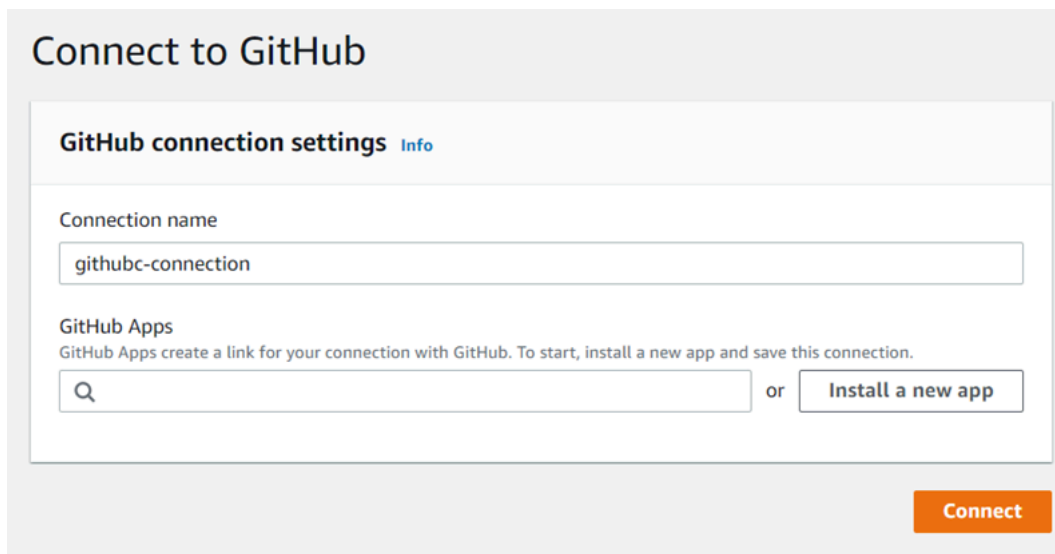 Connect to GitHub
GitHub connection settings Info
Connection name
githubc-connection
GitHub Apps
GitHub Apps create a link for your connection with GitHub. To start, install a new app and save this connection.
or Install a new app
Connect